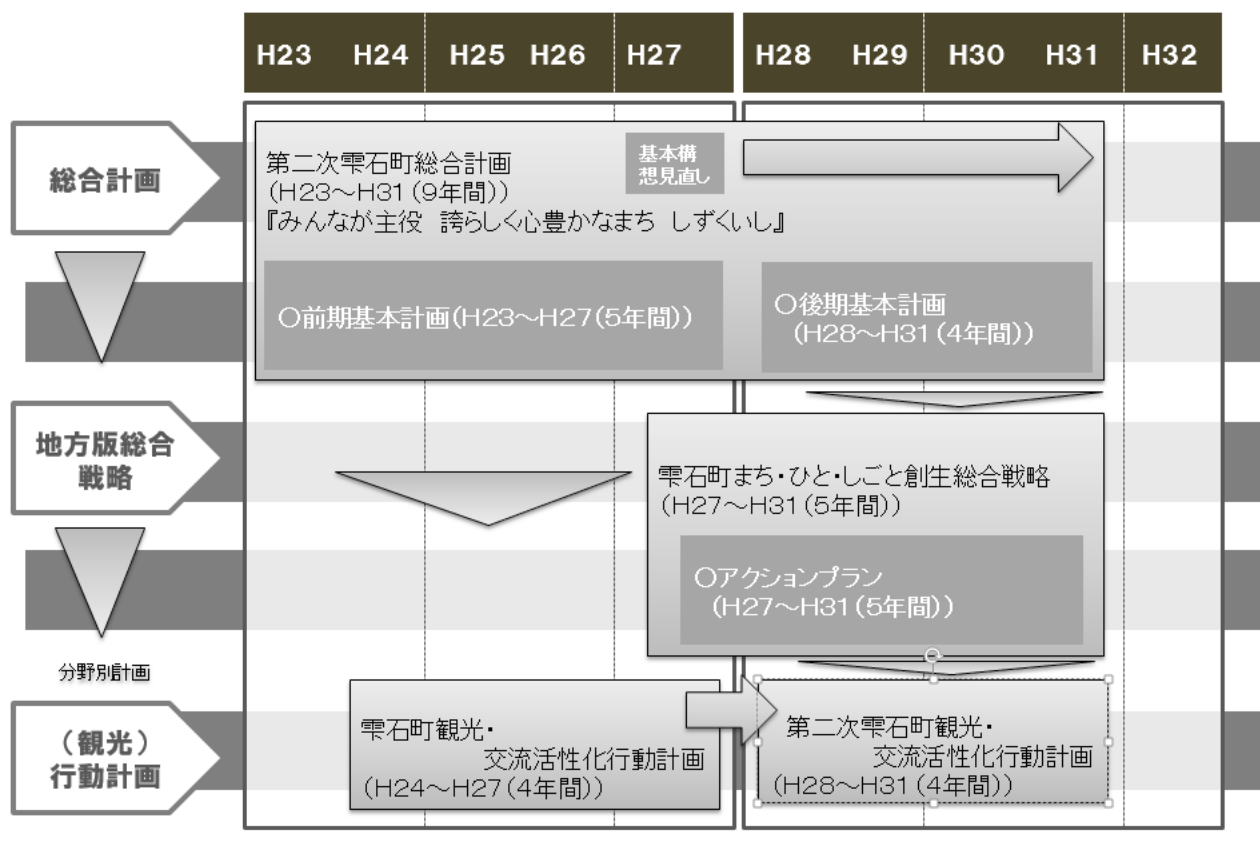 H23 H24 H25 H26 H27 H28 H29 H30 H31 H32
総合計画
第二次雫石町総合計画
(H23～H31(9年間))
『みんなが主役 誇らしく心豊かなまち しずくいし』
基本構
想見直し
○前期基本計画(H23～H27(5年間))
○後期基本計画
(H28～H31(4年間))
地方版総合
戦略
雫石町まち・ひと・しごと創生総合戦略
(H27～H31(5年間))
○アクションプラン
(H27～H31(5年間))
分野別計画
(観光)
行動計画
雫石町観光・
交流活性化行動計画
(H24～H27(4年間))
第二次雫石町観光・
交流活性化行動計画
(H28～H31(4年間))